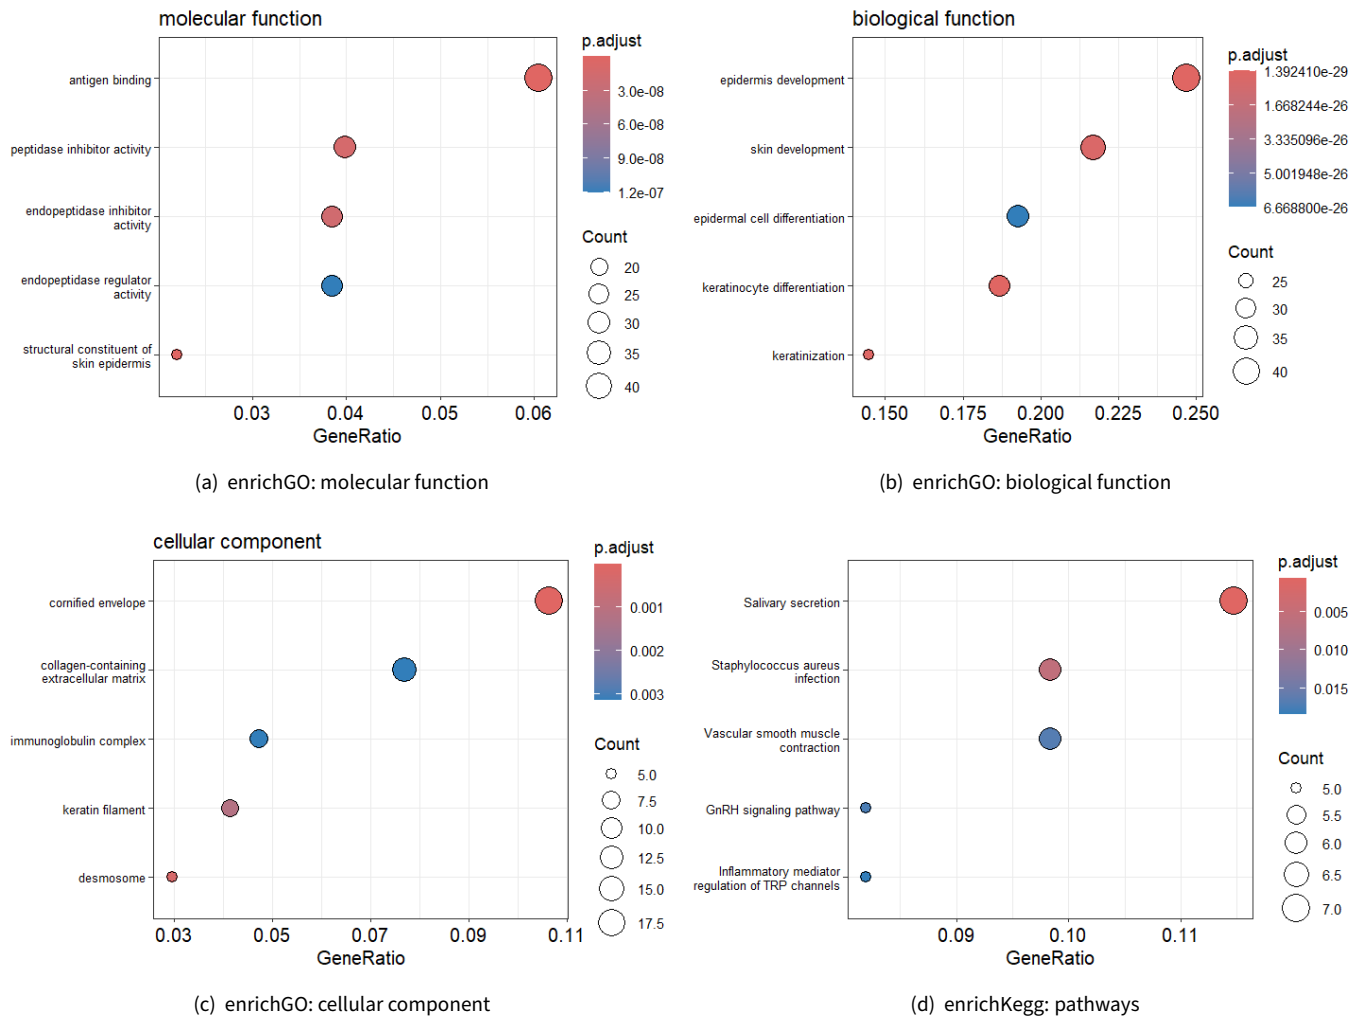 molecular function
antigen binding
peptidase inhibitor activity
endopeptidase inhibitor
activity
endopeptidase regulator
activity
structural constituent of
skin epidermis
0.03 0.04 0.05 0.06
GeneRatio
p.adjust
3.0e-08
6.0e-08
9.0e-08
1.2e-07
Count
20
25
30
35
40
(a) enrichGO: molecular function
biological function
epidermis development
skin development
epidermal cell differentiation
keratinocyte differentiation
keratinization
0.150 0.175 0.200 0.225 0.250
GeneRatio
p.adjust
1.392410e-29
1.668244e-26
3.335096e-26
5.001948e-26
6.668800e-26
Count
25
30
35
40
(b) enrichGO: biological function
cellular component
cornified envelope
collagen-containing
extracellular matrix
immunoglobulin complex
keratin filament
desmosome
0.03 0.05 0.07 0.09 0.11
GeneRatio
p.adjust
0.001
0.002
0.003
Count
5.0
7.5
10.0
12.5
15.0
17.5
(c) enrichGO: cellular component
Salivary secretion
Staphylococcus aureus
infection
Vascular smooth muscle
contraction
GnRH signaling pathway
Inflammatory mediator
regulation of TRP channels
0.09 0.10 0.11
GeneRatio
p.adjust
0.005
0.010
0.015
Count
5.0
5.5
6.0
6.5
7.0
(d) enrichKegg: pathways